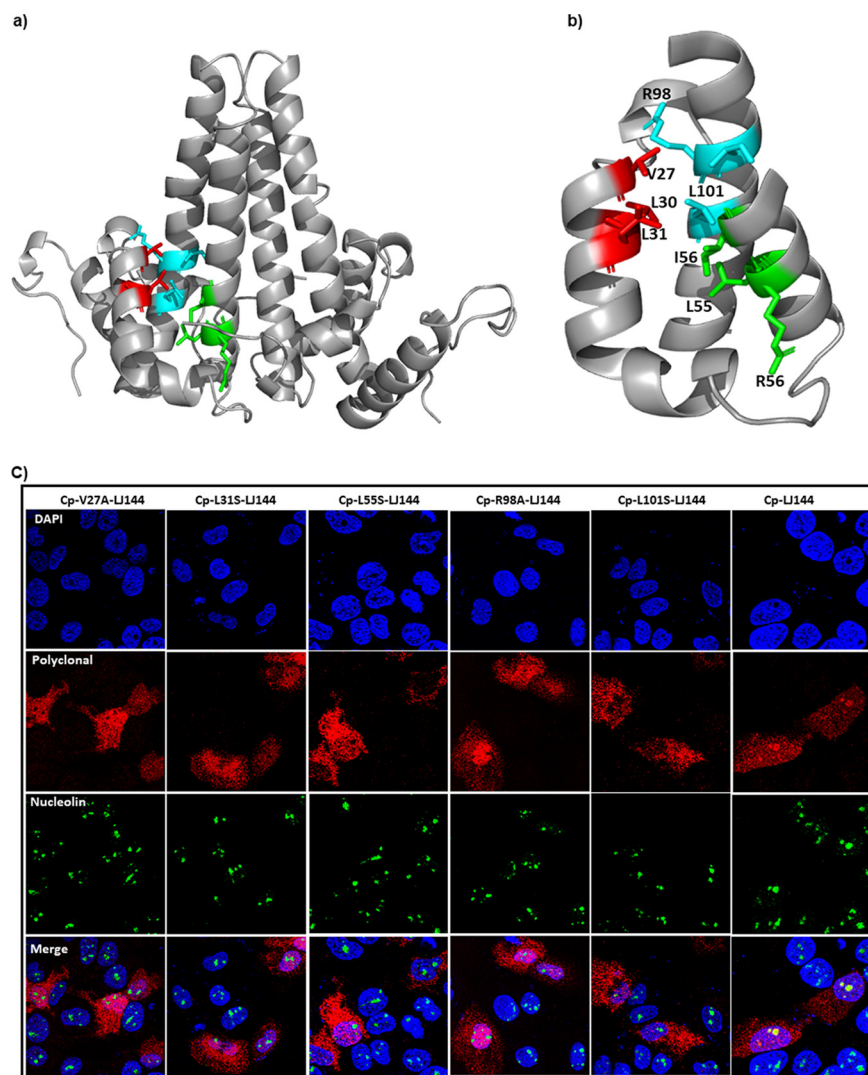 a)
b)
R98
V27
L101
L30
L31
I56
L55
R56
C)
Cp-V27A-LJ144 Cp-L31S-LJ144 Cp-L55S-LJ144 Cp-R98A-LJ144 Cp-L101S-LJ144 Cp-LJ144
DAPI
Polyclonal
Nucleolin
Merge